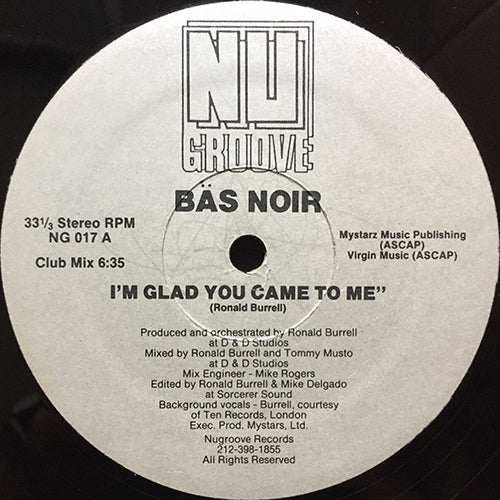 NU
GROOVE
BÄS NOIR
33 1/3 Stereo RPM
NG 017 A
Club Mix 6:35
Mystarz Music Publishing
(ASCAP)
Virgin Music (ASCAP)
I'M GLAD YOU CAME TO ME"
(Ronald Burrell)
Produced and orchestrated by Ronald Burrell
at D & D Studios
Mixed by Ronald Burrell and Tommy Musto
at D & D Studios
Mix Engineer - Mike Rogers
Edited by Ronald Burrell & Mike Delgado
at Sorcerer Sound
Background vocals - Burrell, courtesy
of Ten Records, London
Exec. Prod. Mystars, Ltd.
Nugroove Records
212-398-1855
All Rights Reserved